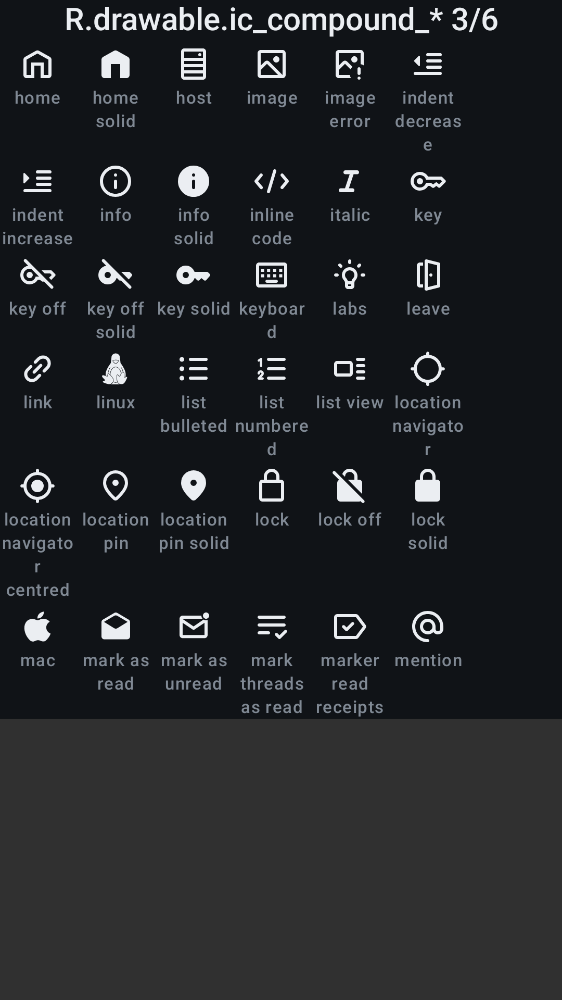 R.drawable.ic_compound_* 3/6
home
home
solid
host
image
image
error
indent
decreas
e
indent
increase
info
info
solid
inline
code
italic
key
key off
key off
solid
key solid
keyboar
d
labs
leave
link
linux
list
bulleted
list
numbere
d
list view
location
navigato
r
location
navigato
r
centred
location
pin
location
pin solid
lock
lock off
lock
solid
mac
mark as
read
mark as
unread
mark
threads
as read
marker
read
receipts
mention